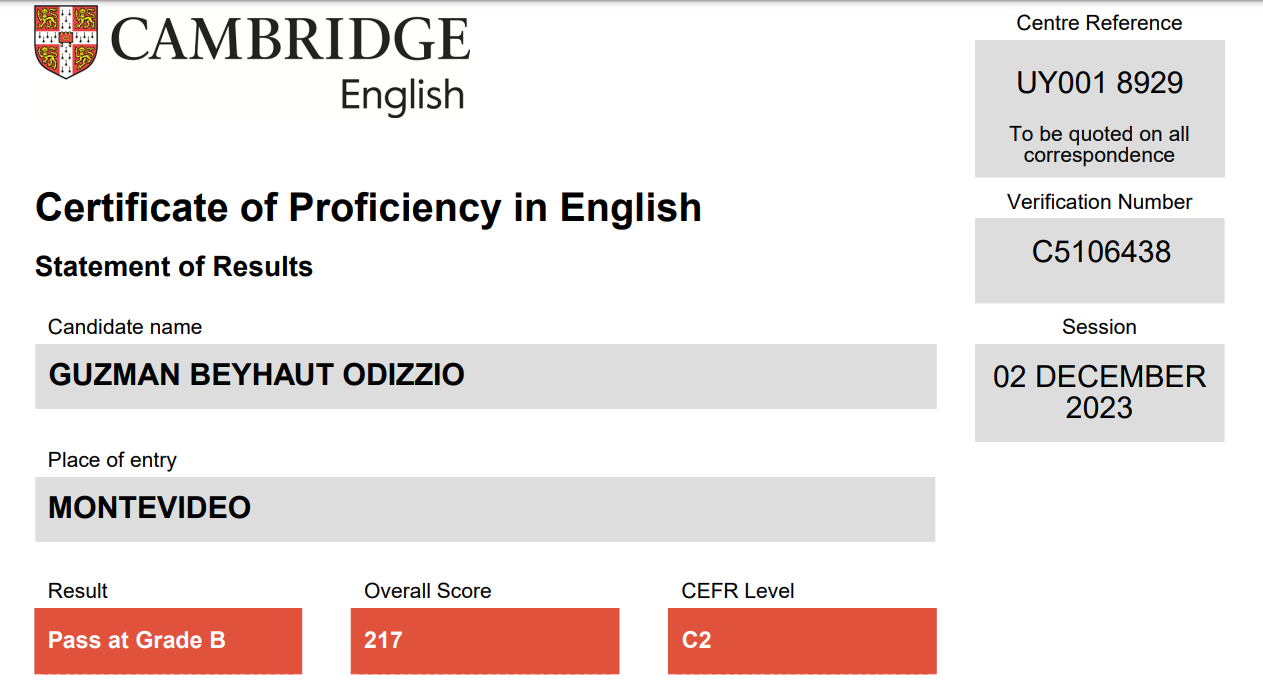 CAMBRIDGE
English
Certificate of Proficiency in English
Statement of Results
Candidate name
GUZMAN BEYHAUT ODIZZIO
Place of entry
MONTEVIDEO
Result
Pass at Grade B
Overall Score
217
CEFR Level
C2
Centre Reference
UY001 8929
To be quoted on all
correspondence
Verification Number
C5106438
Session
02 DECEMBER
2023